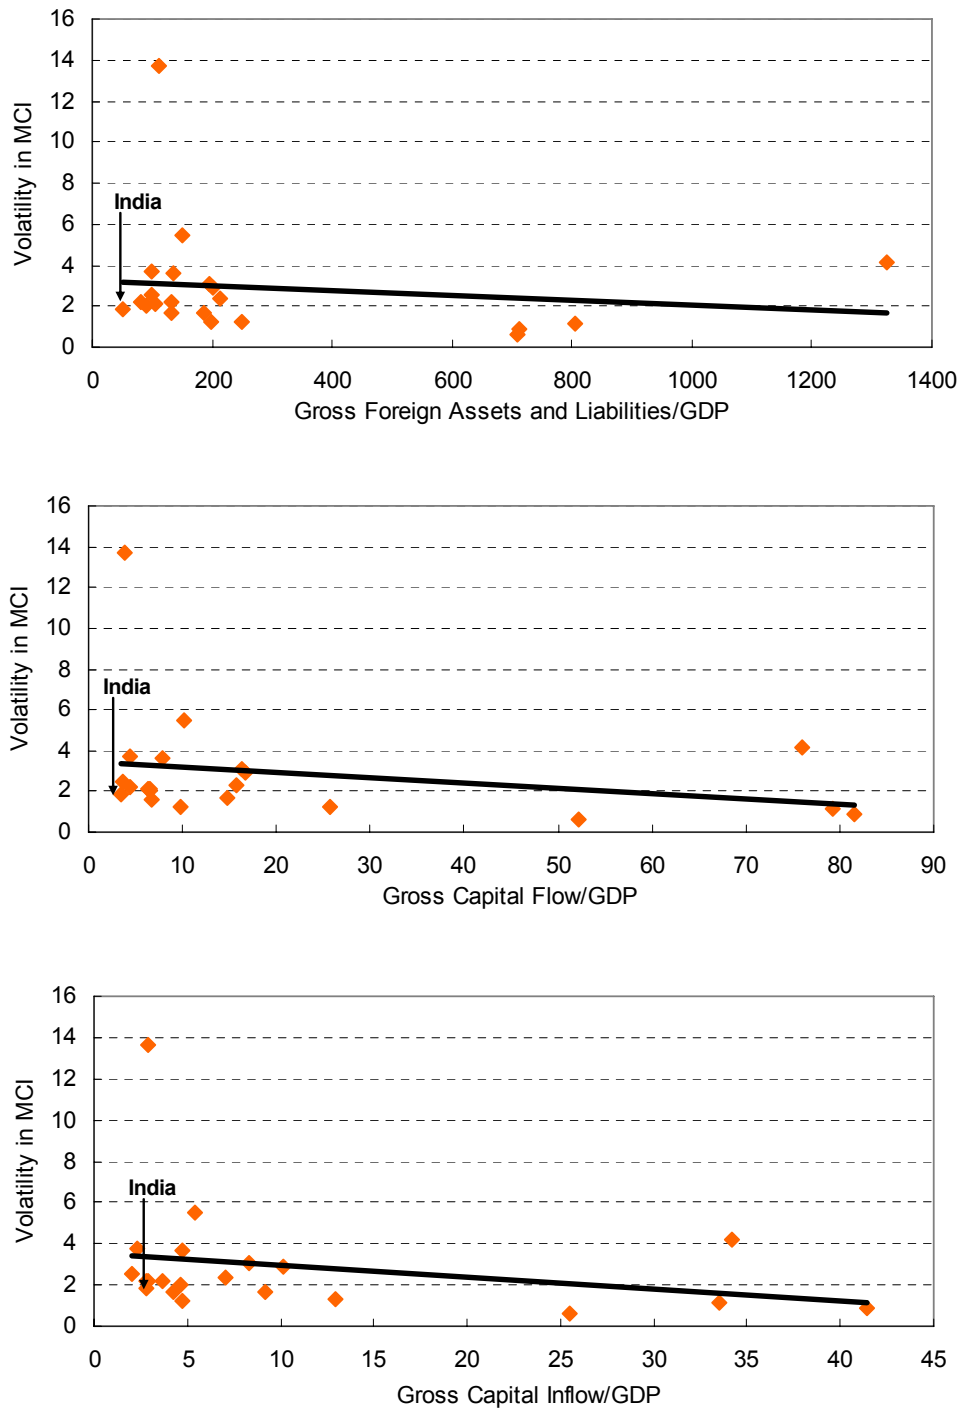 16
14
12
10
8
6
4
2
0
Volatility in MCI
India
0 200 400 600 800 1000 1200 1400
Gross Foreign Assets and Liabilities/GDP
16
14
12
10
8
6
4
2
0
Volatility in MCI
India
0 10 20 30 40 50 60 70 80 90
Gross Capital Flow/GDP
16
14
12
10
8
6
4
2
0
Volatility in MCI
India
0 5 10 15 20 25 30 35 40 45
Gross Capital Inflow/GDP